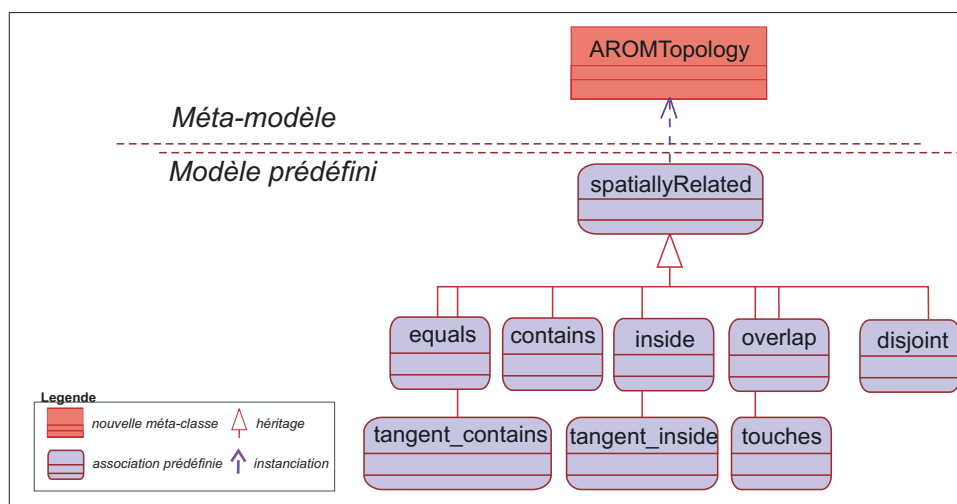 AROMTopology
Méta-modèle
Modèle prédéfini
spatiallyRelated
equals
contains
inside
overlap
disjoint
tangent_contains
tangent_inside
touches
Legende
nouvelle méta-classe
héritage
association prédéfinie
instanciation